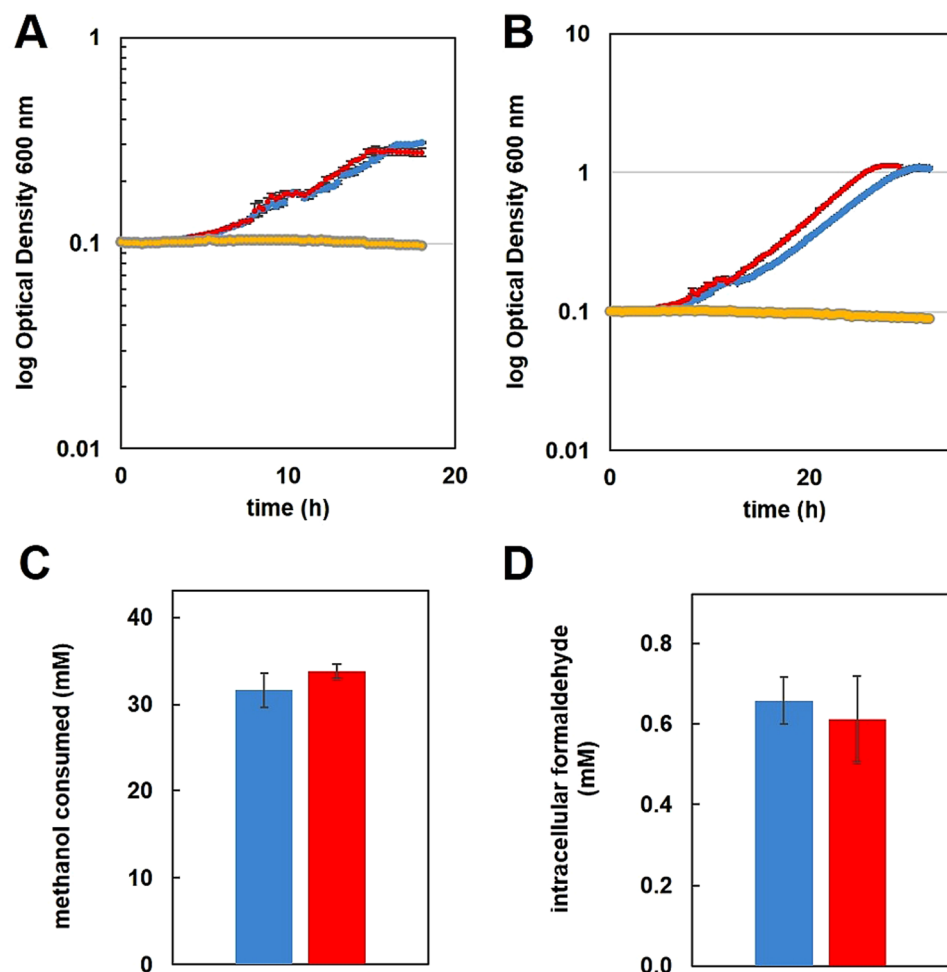 A
B
1
0.1
0.01
log Optical Density 600 nm
0
10
20
time (h)
10
1
0.1
0.01
log Optical Density 600 nm
0
20
time (h)
C
D
40
30
20
10
0
methanol consumed (mM)
0.8
0.6
0.4
0.2
0.0
intracellular formaldehyde
(mM)